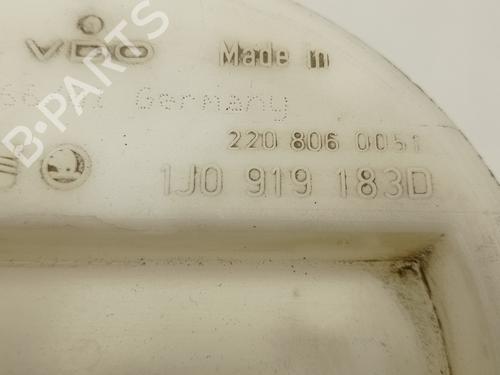 VDO Made in
Germany
220 806 0051
1J0 919 183D
B-PARTS